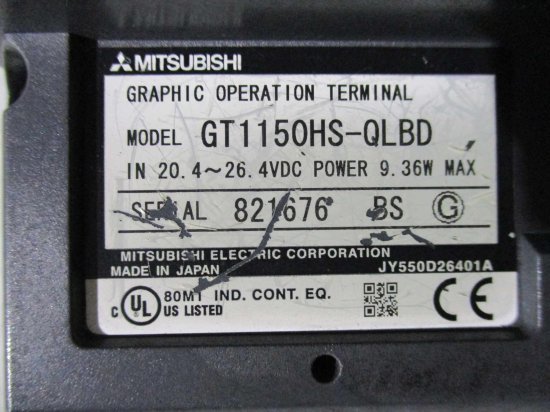 MITSUBISHI
GRAPHIC OPERATION TERMINAL
MODEL GT1150HS-QLBD
IN 20.4～26.4VDC POWER 9.36W MAX
SERIAL 821676 BS G
MITSUBISHI ELECTRIC CORPORATION
MADE IN JAPAN JY550D26401A
C UL US LISTED 80M1 IND. CONT. EQ. CE